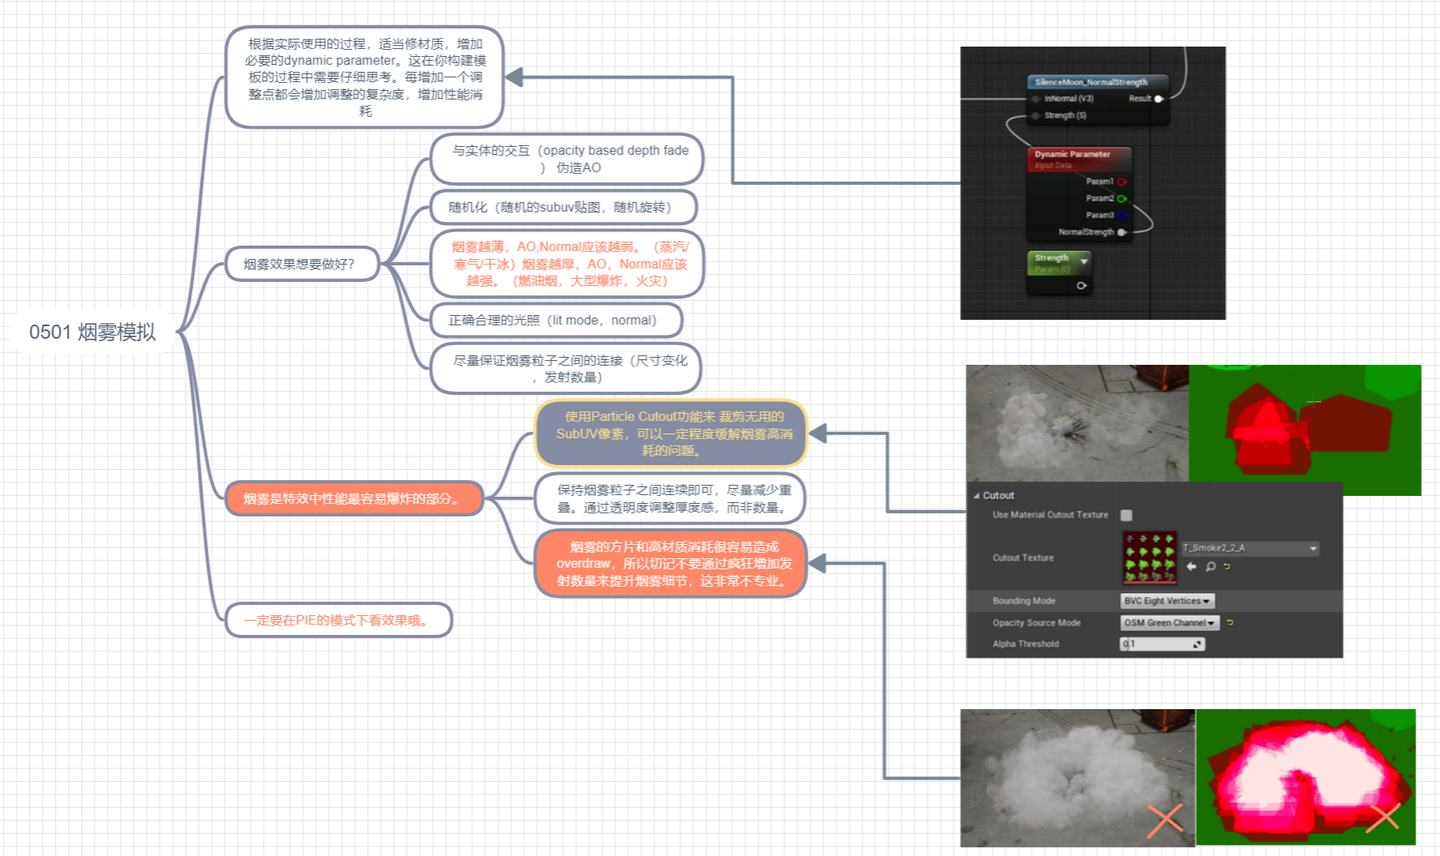 根据实际使用的过程，适当修材质，增加
必要的dynamic parameter。这在你构建模
板的过程中需要仔细思考。每增加一个调
整点都会增加调整的复杂度，增加性能消
耗
与实体的交互（opacity based depth fade
） 伪造AO
随机化（随机的subuv贴图，随机旋转）
烟雾效果想要做好？
烟雾越薄，AO,Normal应该越弱。（蒸汽/
寒气/干冰）烟雾越厚，AO，Normal应该
越强。（燃油烟，大型爆炸，火灾）
正确合理的光照（lit mode，normal）
尽量保证烟雾粒子之间的连接（尺寸变化
，发射数量）
0501 烟雾模拟
使用Particle Cutout功能来 裁剪无用的
SubUV像素，可以一定程度缓解烟雾高消
耗的问题。
烟雾是特效中性能最容易爆炸的部分。
保持烟雾粒子之间连续即可，尽量减少重
叠。通过透明度调整厚度感，而非数量。
烟雾的方片和高材质消耗很容易造成
overdraw，所以切记不要通过疯狂增加发
射数量来提升烟雾细节，这非常不专业。
一定要在PIE的模式下看效果哦。
SilenceMoon_NormalStrength
InNormal (V3) Result
Strength (S)
Dynamic Parameter
Input Data
Param1
Param2
Param3
NormalStrength
Strength
Param (0)
Cutout
Use Material Cutout Texture
Cutout Texture T_Smoke2_2_A
Bounding Mode BVC Eight Vertices
Opacity Source Mode OSM Green Channel
Alpha Threshold 0.1